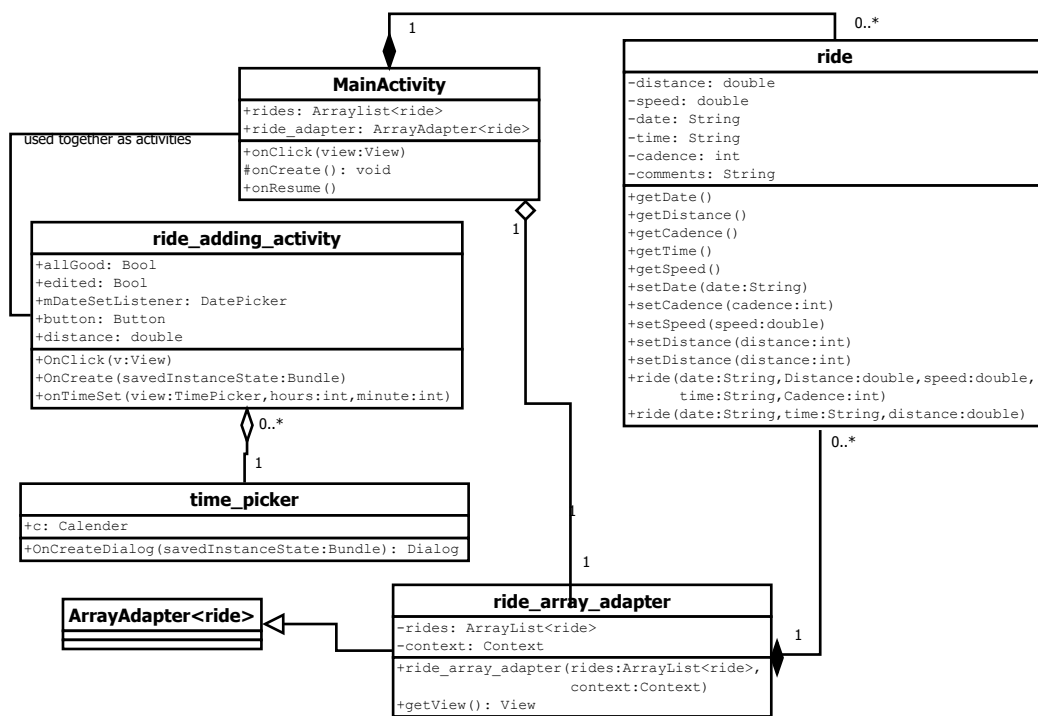 1
0..*
MainActivity
+rides: Arraylist<ride>
+ride_adapter: ArrayAdapter<ride>
+onClick(view:View)
#onCreate(): void
+onResume()
1
ride
-distance: double
-speed: double
-date: String
-time: String
-cadence: int
-comments: String
+getDate()
+getDistance()
+getCadence()
+getTime()
+getSpeed()
+setDate(date:String)
+setCadence(cadence:int)
+setSpeed(speed:double)
+setDistance(distance:int)
+setDistance(distance:int)
+ride(date:String,Distance:double,speed:double,
time:String,Cadence:int)
+ride(date:String,time:String,distance:double)
0..*
used together as activities
ride_adding_activity
+allGood: Bool
+edited: Bool
+mDateSetListener: DatePicker
+button: Button
+distance: double
+OnClick(v:View)
+OnCreate(savedInstanceState:Bundle)
+onTimeSet(view:TimePicker,hours:int,minute:int)
0..*
1
time_picker
+c: Calender
+OnCreateDialog(savedInstanceState:Bundle): Dialog
1
1
ArrayAdapter<ride>
ride_array_adapter
-rides: ArrayList<ride>
-context: Context
+ride_array_adapter(rides:ArrayList<ride>,
context:Context)
+getView(): View
1